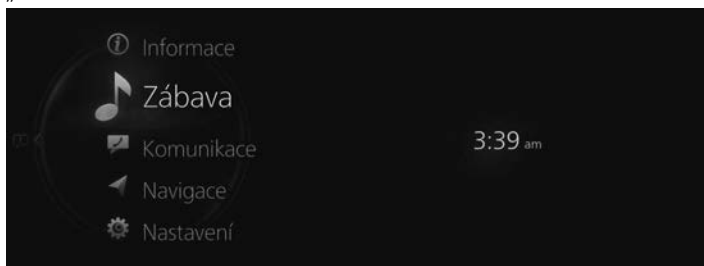 Informace
Zábava
Komunikace
Navigace
Nastavení
3:39 am